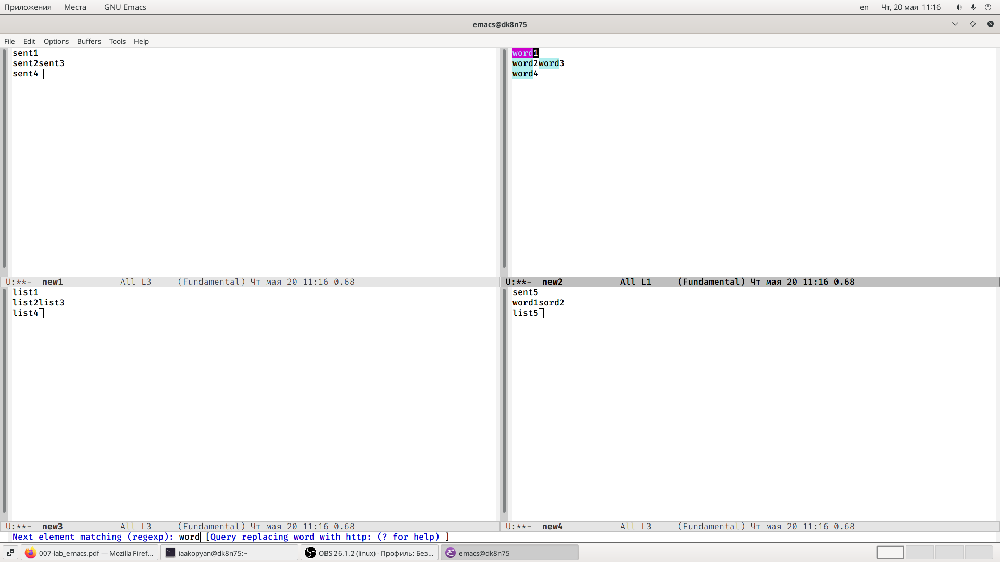 Приложения Места GNU Emacs en Чт, 20 мая 11:16
emacs@dk8n75
File Edit Options Buffers Tools Help
sent1
sent2sent3
sent4
word1
word2word3
word4
U:**- new1 All L3 (Fundamental) Чт мая 20 11:16 0.68
U:**- new2 All L1 (Fundamental) Чт мая 20 11:16 0.68
list1
list2list3
list4
sent5
word1sord2
list5
U:**- new3 All L3 (Fundamental) Чт мая 20 11:16 0.68
U:**- new4 All L3 (Fundamental) Чт мая 20 11:16 0.68
Next element matching (regexp): word [Query replacing word with http: (? for help) ]
007-lab_emacs.pdf — Mozilla Firef... iaakopyan@dk8n75:~ OBS 26.1.2 (linux) - Профиль: Без... emacs@dk8n75